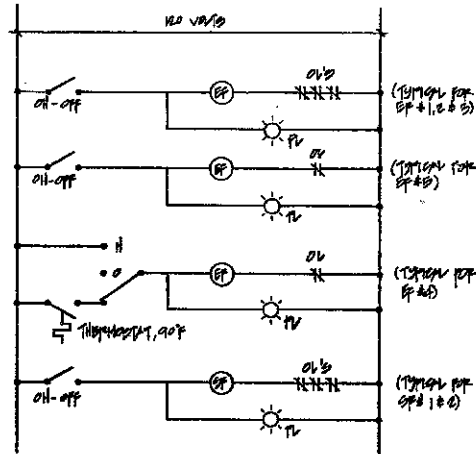 120 VOLTS
ON-OFF
EF
OL'S
PL
(TYPICAL FOR
EF #1, 2 & 3)
ON-OFF
EF
OL
PL
(TYPICAL FOR
EF #5)
H
O
EF
OL
PL
(TYPICAL FOR
EF #4)
THERMOSTAT, 90°F
ON-OFF
SF
OL'S
PL
(TYPICAL FOR
SF# 1 & 2)